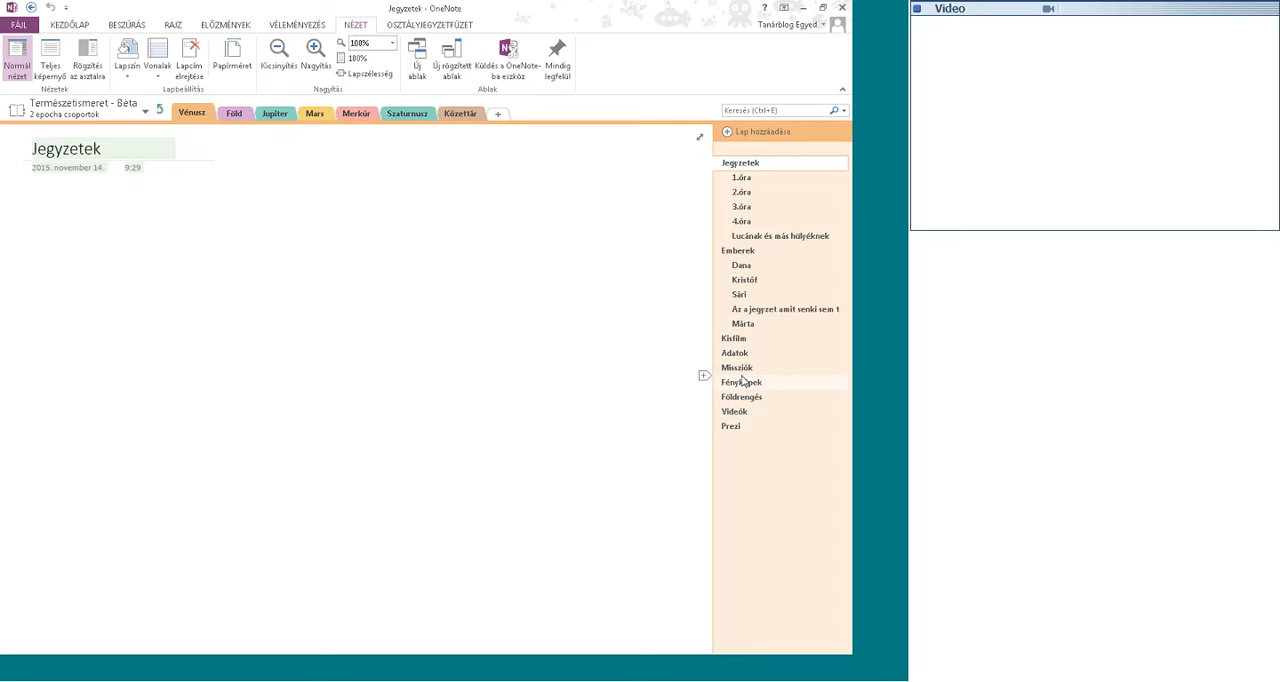 Jegyzetek - OneNote
?
FÁJL KEZDŐLAP BESZÚRÁS RAJZ ELŐZMÉNYEK VÉLEMÉNYEZÉS NÉZET OSZTÁLYJEGYZETFÜZET
Tanárblog Egyed
Normál nézet
Teljes képernyő
Rögzítés az asztalra
Nézetek
Lapszín
Vonalak
Lapcím elrejtése
Papírméret
Lapbeállítás
Kicsinyítés
Nagyítás
100%
100%
Lapszélesség
Nagyítás
Új ablak
Új rögzített ablak
Küldés a OneNote-ba eszköz
Mindig legfelül
Ablak
Természetismeret - Béta
2 epocha csoportok
Vénusz Föld Jupiter Mars Merkúr Szaturnusz Közettár +
Keresés (Ctrl+E)
Lap hozzáadása
Jegyzetek
2015. november 14. 9:29
Jegyzetek
1.óra
2.óra
3.óra
4.óra
Lucának és más hülyéknek
Emberek
Dana
Kristóf
Sári
Az a jegyzet amit senki sem t
Márta
Kisfilm
Adatok
Missziók
Fényképek
Földrengés
Videók
Prezi
Video